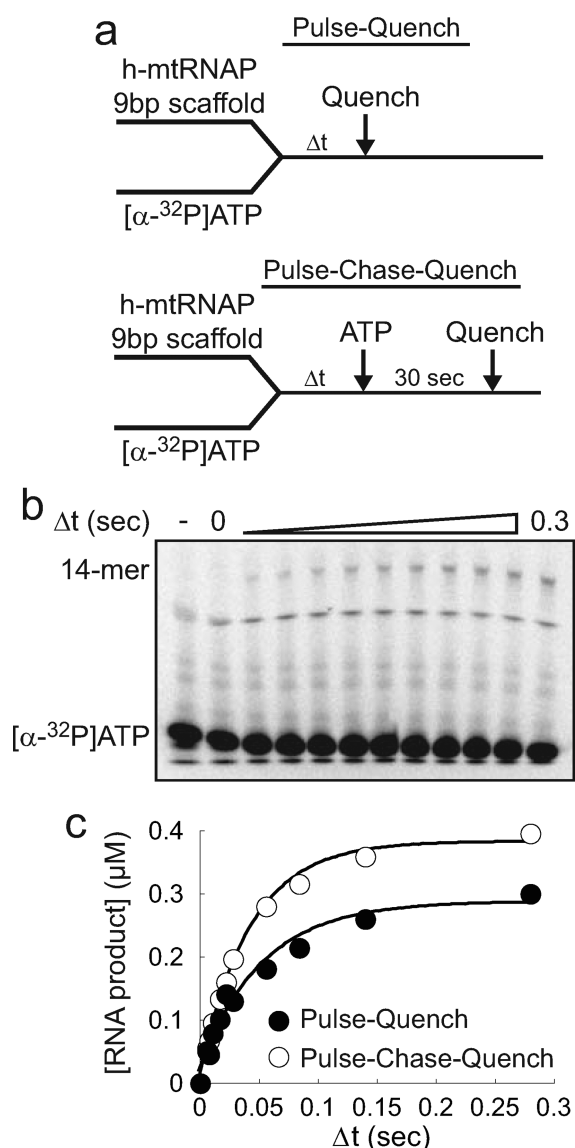 a
Pulse-Quench
h-mtRNAP
9bp scaffold
Quench
Δt
[α-³²P]ATP
Pulse-Chase-Quench
h-mtRNAP
9bp scaffold
ATP
Quench
Δt
30 sec
[α-³²P]ATP
b
Δt (sec) - 0 0.3
14-mer
[α-³²P]ATP
c
[RNA product] (μM)
0.4
0.3
0.2
0.1
0
Pulse-Quench
Pulse-Chase-Quench
0 0.05 0.1 0.15 0.2 0.25 0.3
Δt (sec)